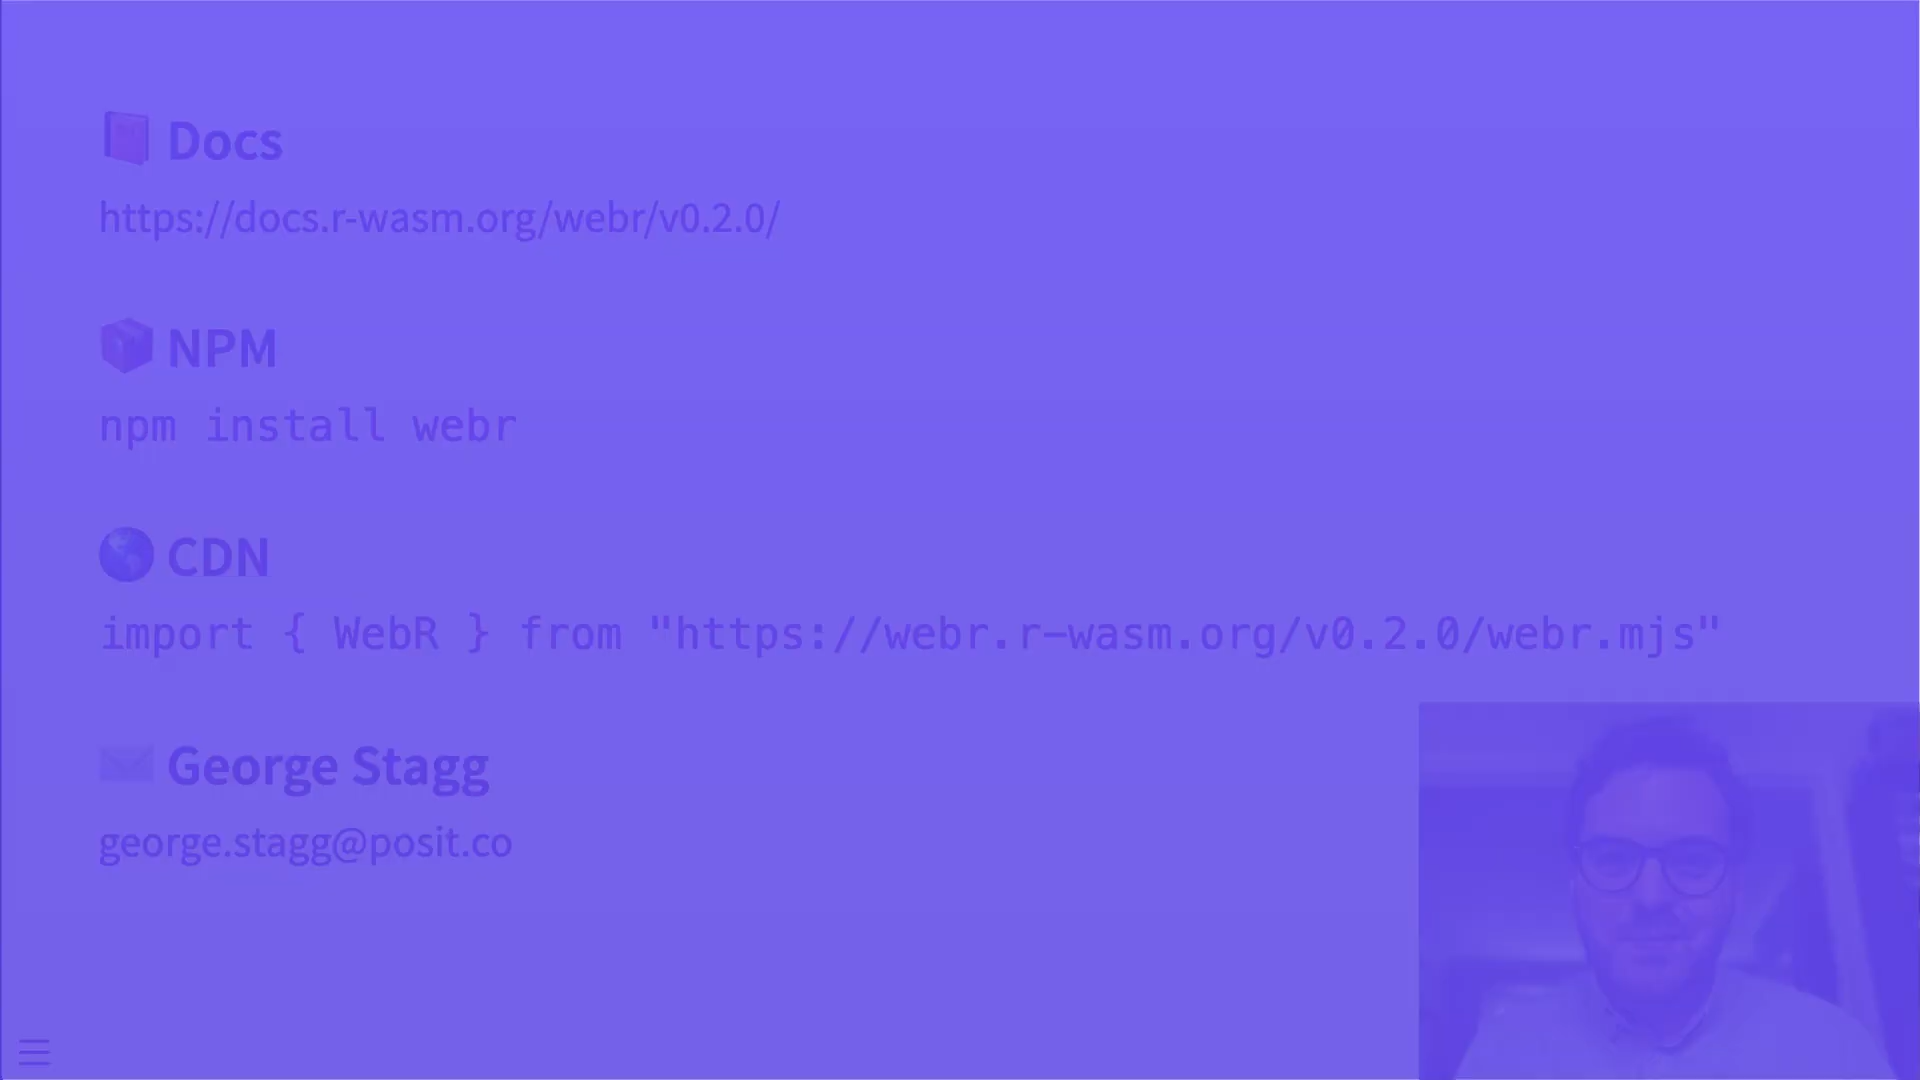 Docs
https://docs.r-wasm.org/webr/v0.2.0/
NPM
npm install webr
CDN
import { WebR } from "https://webr.r-wasm.org/v0.2.0/webr.mjs"
George Stagg
george.stagg@posit.co